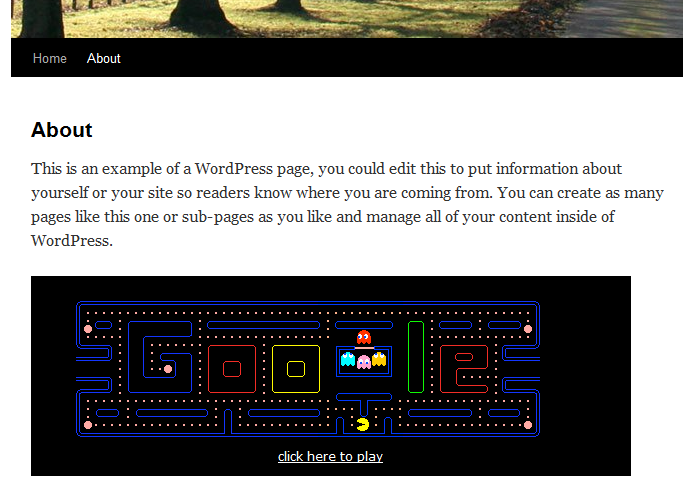 Home About
About
This is an example of a WordPress page, you could edit this to put information about
yourself or your site so readers know where you are coming from. You can create as many
pages like this one or sub-pages as you like and manage all of your content inside of
WordPress.
Google
click here to play